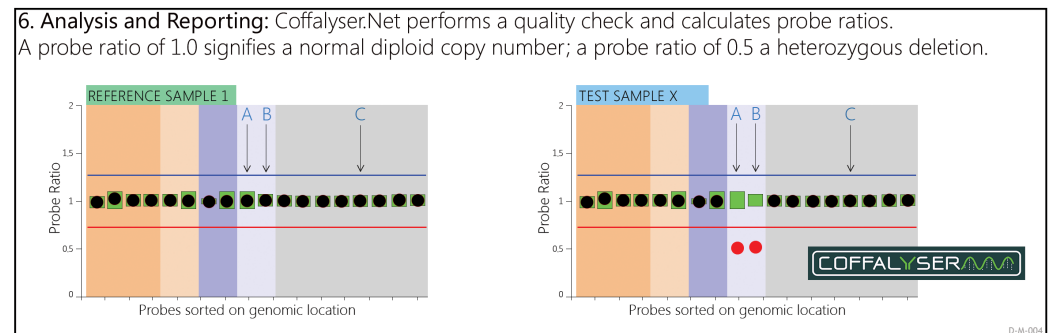 6. Analysis and Reporting: Coffalyser.Net performs a quality check and calculates probe ratios.
A probe ratio of 1.0 signifies a normal diploid copy number; a probe ratio of 0.5 a heterozygous deletion.
REFERENCE SAMPLE 1
A B C
2
1.5
1
0.5
0
Probe Ratio
Probes sorted on genomic location
TEST SAMPLE X
A B C
2
1.5
1
0.5
0
Probe Ratio
Probes sorted on genomic location
COFFALYSER
D-M-004